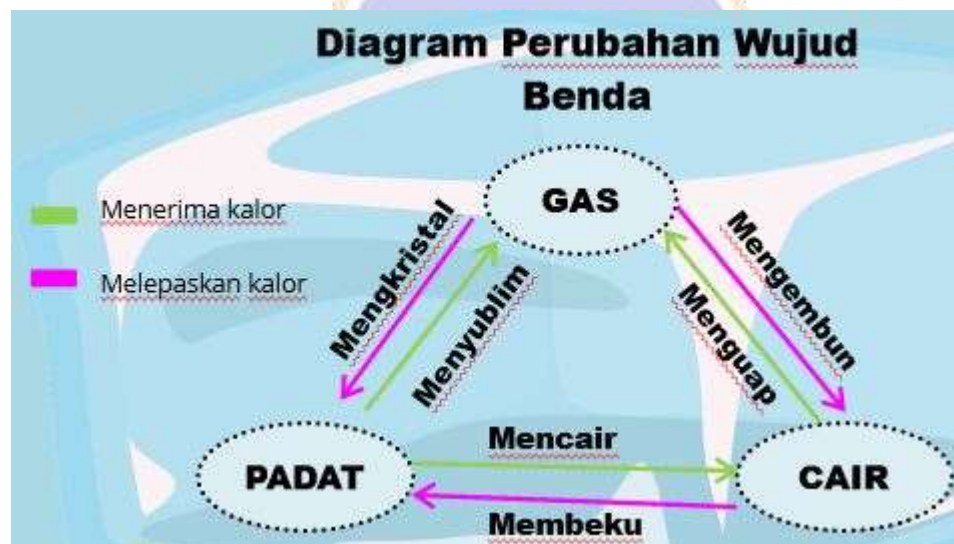 Diagram Perubahan Wujud
Benda
GAS
Menerima kalor
Melepaskan kalor
Mengkristal
Menyublim
Menguap
Mengembun
Mencair
PADAT
CAIR
Membeku